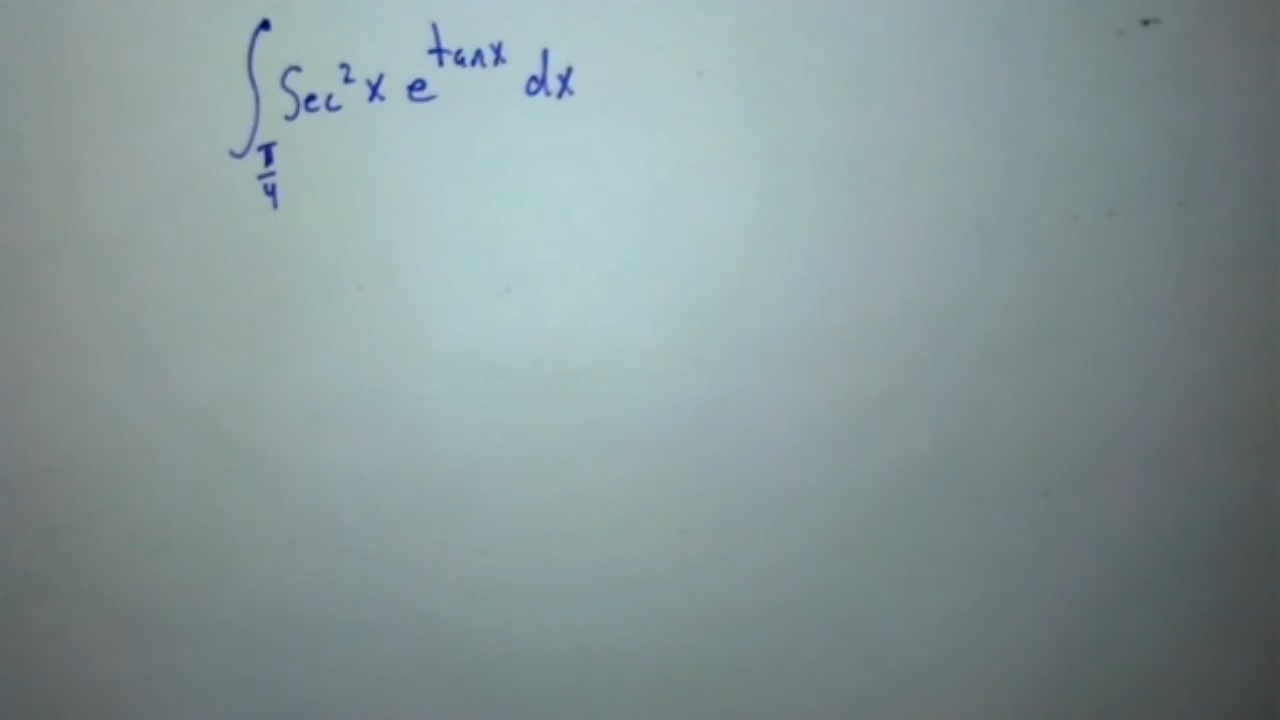 ∫_{π/4} Sec²x e^{tanx} dx